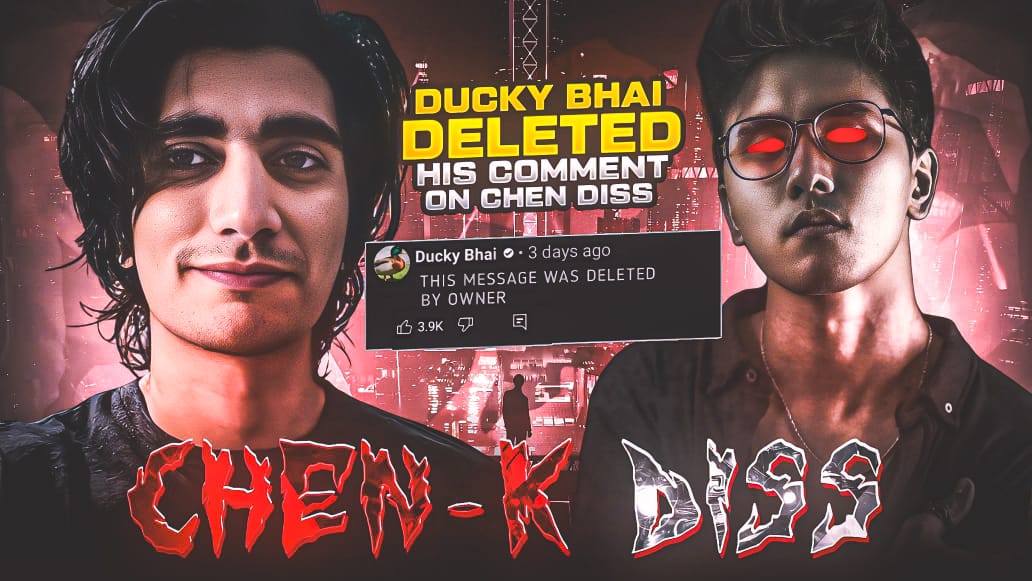 DUCKY BHAI
DELETED
HIS COMMENT
ON CHEN DISS
Ducky Bhai • 3 days ago
THIS MESSAGE WAS DELETED
BY OWNER
3.9K
CHEN-K DISS